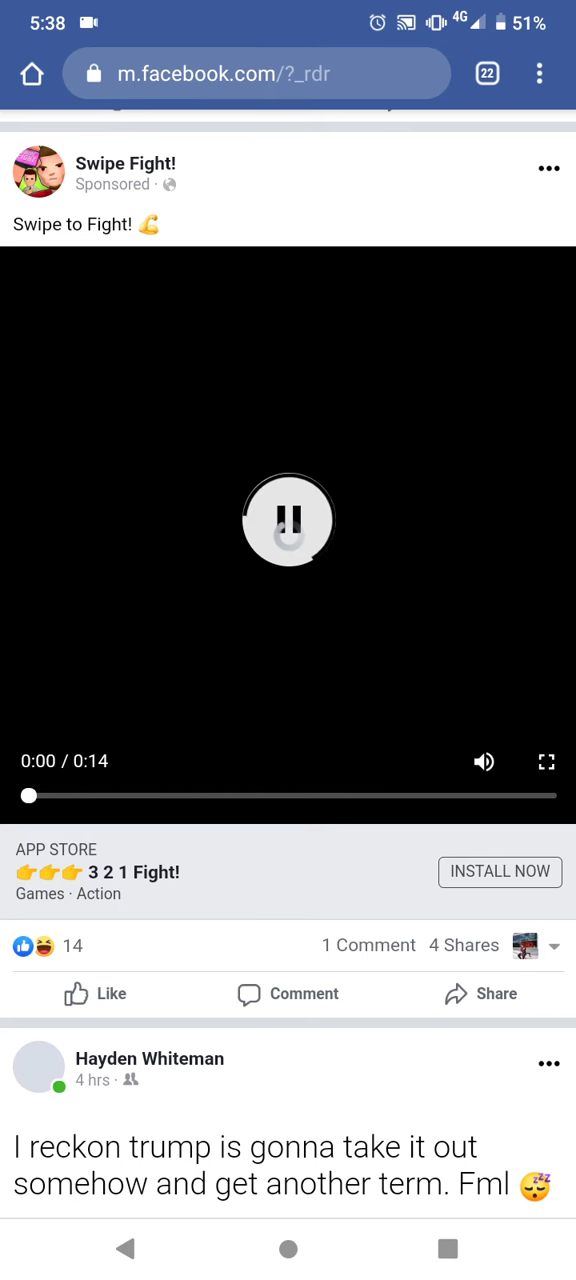 5:38
4G 51%
m.facebook.com/?_rdr
22
Swipe Fight!
Sponsored ·
Swipe to Fight! 💪
0:00 / 0:14
APP STORE
👉👉👉 3 2 1 Fight!
INSTALL NOW
Games · Action
14
1 Comment 4 Shares
Like
Comment
Share
Hayden Whiteman
4 hrs ·
I reckon trump is gonna take it out
somehow and get another term. Fml 😴